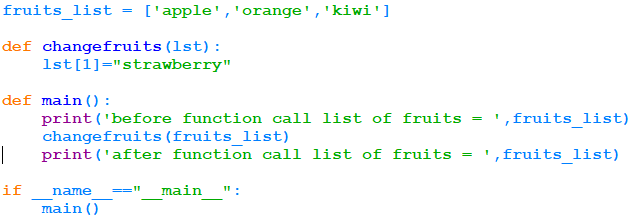 fruits_list = ['apple','orange','kiwi']
def changefruits(lst):
    lst[1]="strawberry"
def main():
    print('before function call list of fruits = ',fruits_list)
    changefruits(fruits_list)
    print('after function call list of fruits = ',fruits_list)
if __name__=="__main__":
    main()